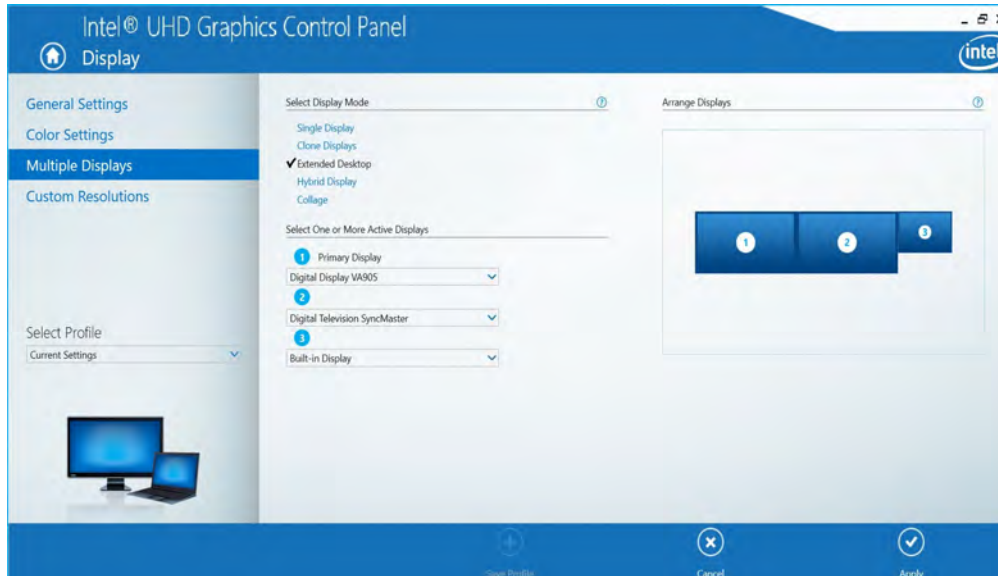 Intel® UHD Graphics Control Panel
Display
intel
General Settings
Color Settings
Multiple Displays
Custom Resolutions
Select Profile
Current Settings
Select Display Mode
Single Display
Clone Displays
Extended Desktop
Hybrid Display
Collage
Select One or More Active Displays
1 Primary Display
Digital Display VA905
2
Digital Television SyncMaster
3
Built-in Display
Arrange Displays
1 2 3
Save Profile
Cancel
Apply